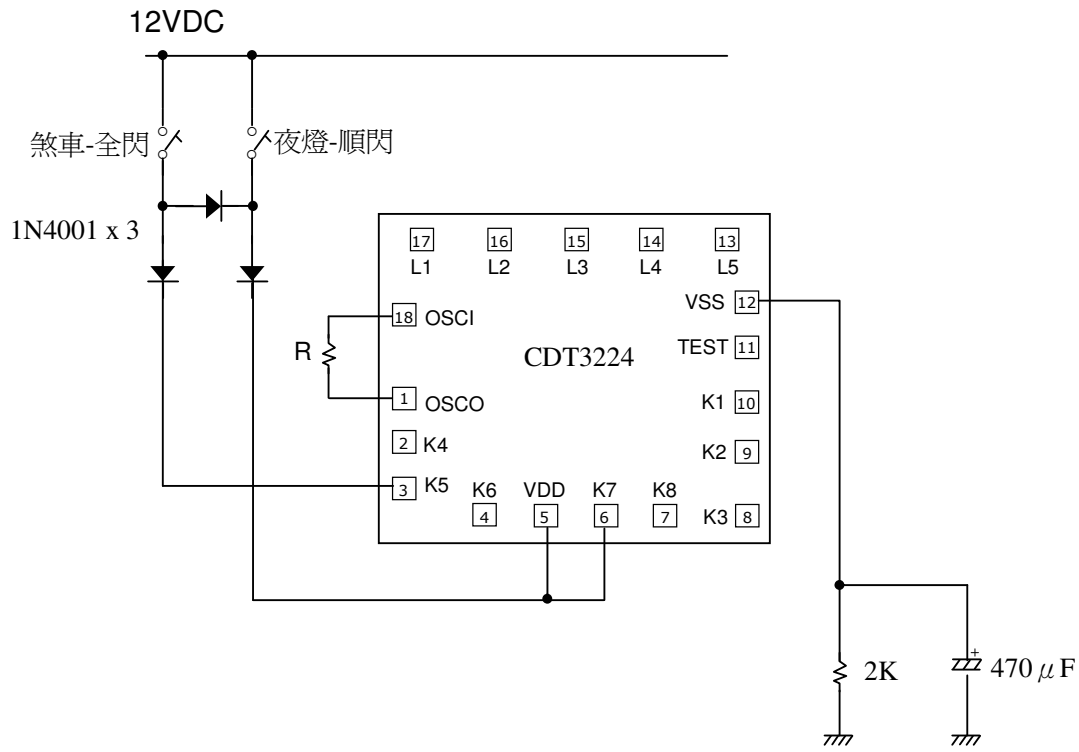 12VDC
煞車-全閃
夜燈-順閃
1N4001 x 3
17 16 15 14 13
L1 L2 L3 L4 L5
VSS 12
18 OSCI
R
CDT3224
TEST 11
1 OSCO
K1 10
2 K4
K2 9
3 K5
K6 VDD K7 K8
4 5 6 7
K3 8
+
2K
470 μF